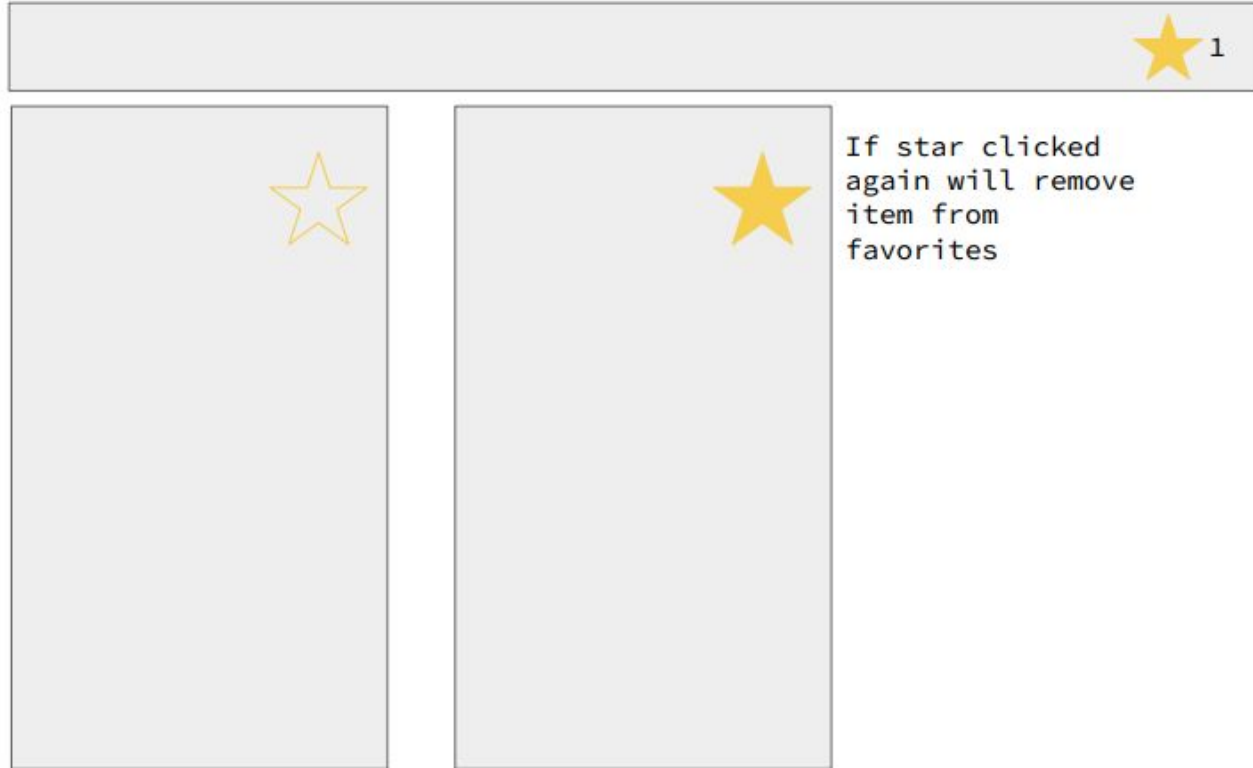 1
If star clicked
again will remove
item from
favorites